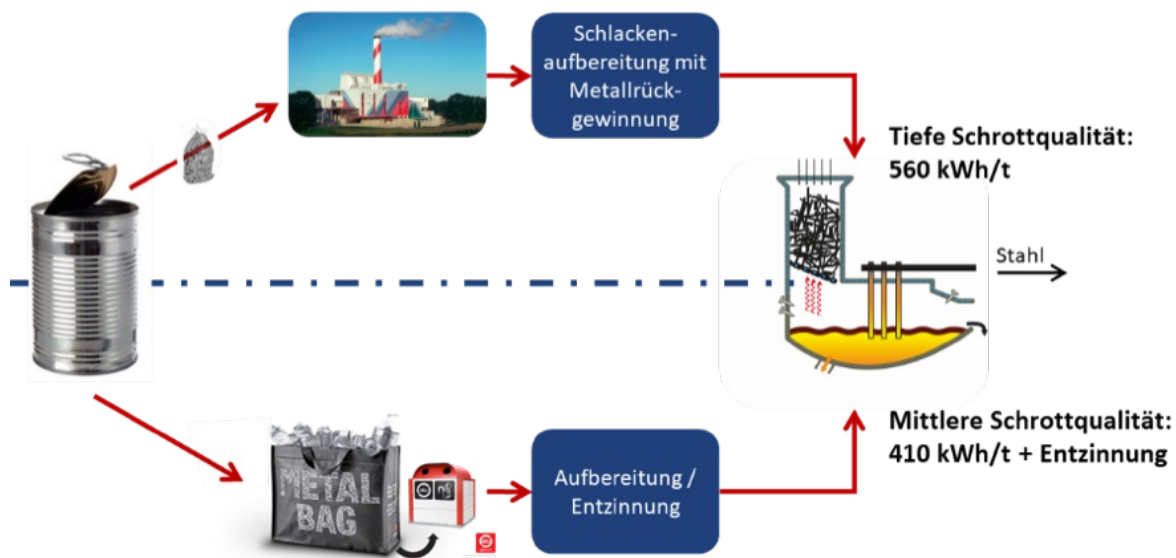 Schlacken-
aufbereitung mit
Metallrück-
gewinnung
Tiefe Schrottqualität:
560 kWh/t
Stahl
METAL
BAG
Aufbereitung /
Entzinnung
Mittlere Schrottqualität:
410 kWh/t + Entzinnung